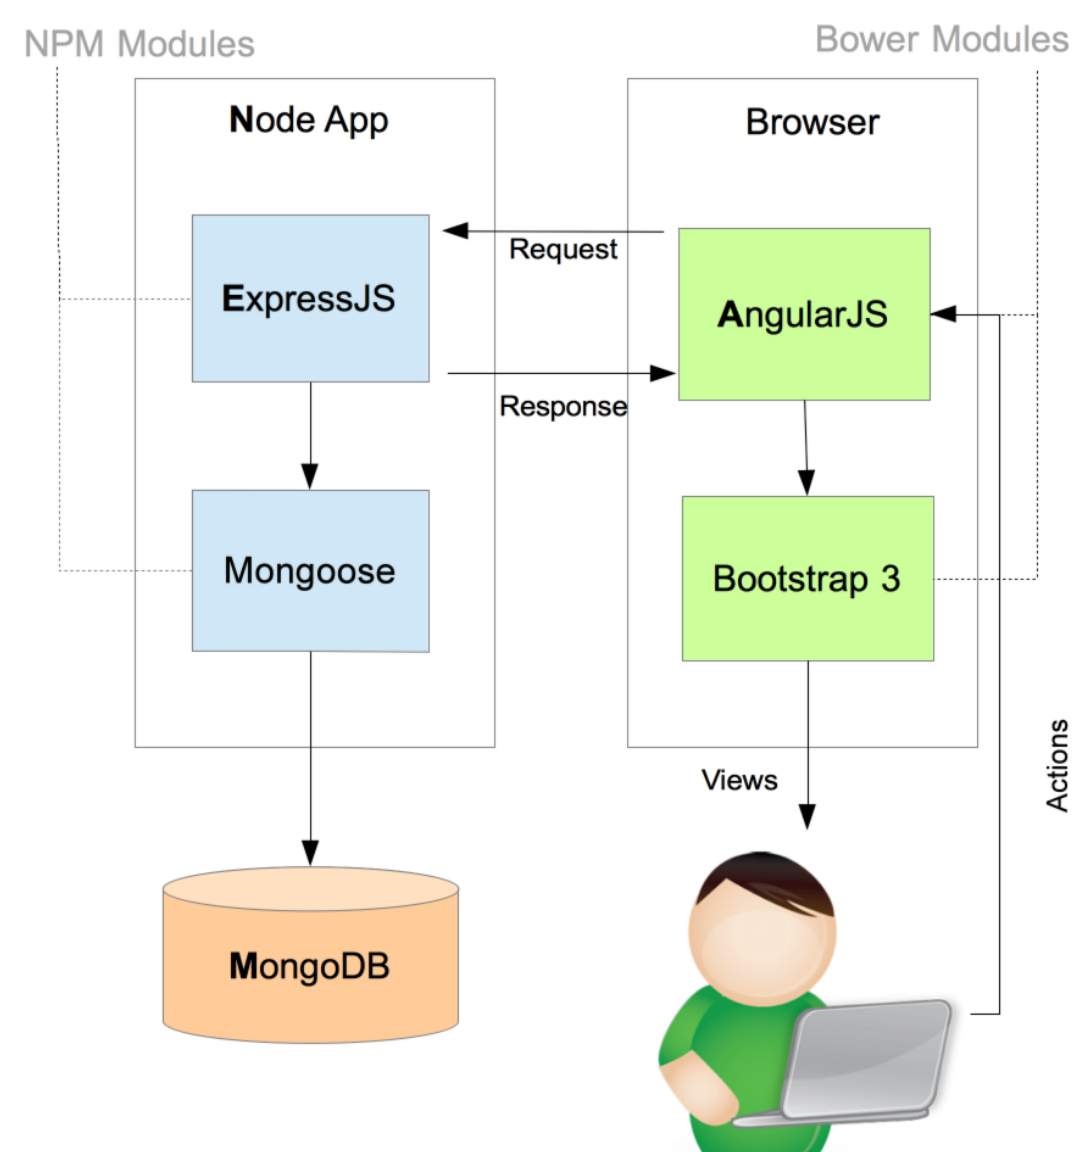 NPM Modules
Bower Modules
Node App
Browser
Request
ExpressJS
AngularJS
Response
Mongoose
Bootstrap 3
Views
Actions
MongoDB